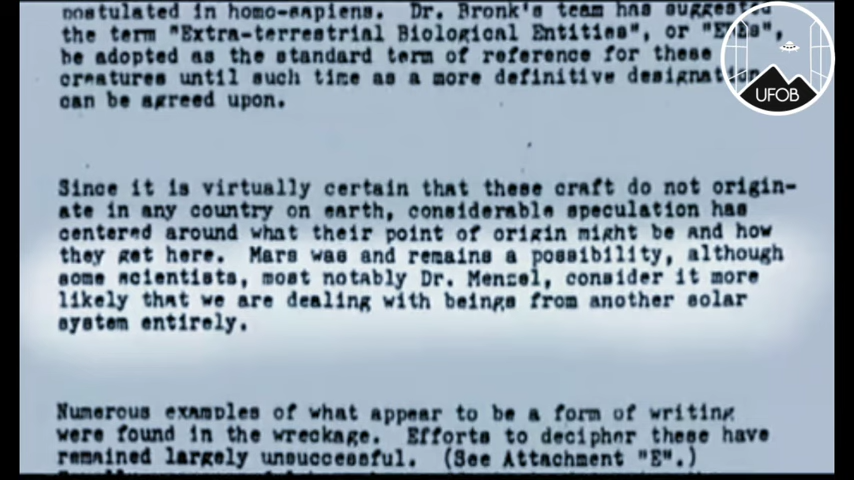 postulated in homo-sapiens. Dr. Bronk's team has
the term "Extra-terrestrial Biological Entities", or
be adopted as the standard term of reference for these
creatures until such time as a more definitive
can be agreed upon.
UFOB
Since it is virtually certain that these craft do not origin-
ate in any country on earth, considerable speculation has
centered around what their point of origin might be and how
they get here. Mars was and remains a possibility, although
some scientists, most notably Dr. Menzel, consider it more
likely that we are dealing with beings from another solar
system entirely.
Numerous examples of what appear to be a form of writing
were found in the wreckage. Efforts to decipher these have
remained largely unsuccessful. (See Attachment "E".)